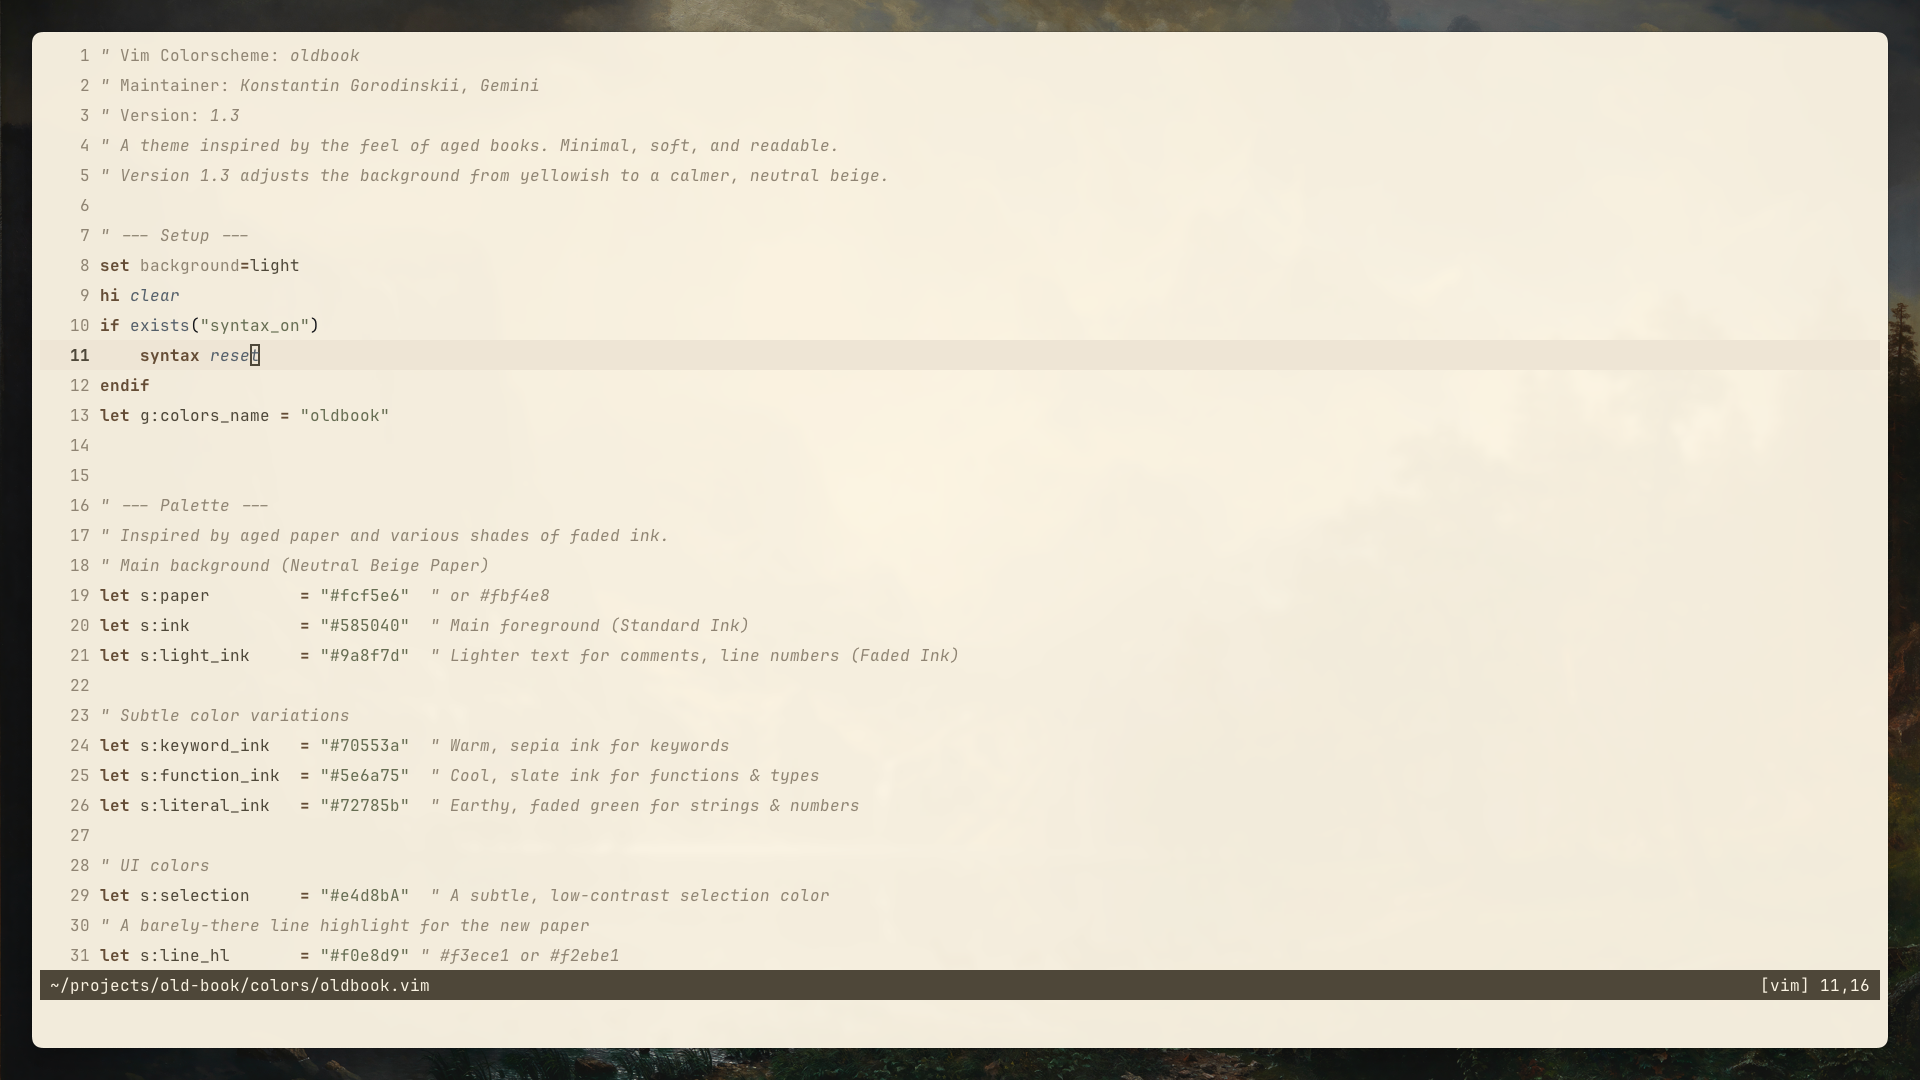 1 " Vim Colorscheme: oldbook
2 " Maintainer: Konstantin Gorodinskii, Gemini
3 " Version: 1.3
4 " A theme inspired by the feel of aged books. Minimal, soft, and readable.
5 " Version 1.3 adjusts the background from yellowish to a calmer, neutral beige.
6
7 " --- Setup ---
8 set background=light
9 hi clear
10 if exists("syntax_on")
11     syntax reset
12 endif
13 let g:colors_name = "oldbook"
14
15
16 " --- Palette ---
17 " Inspired by aged paper and various shades of faded ink.
18 " Main background (Neutral Beige Paper)
19 let s:paper         = "#fcf5e6"  " or #fbf4e8
20 let s:ink           = "#585040"  " Main foreground (Standard Ink)
21 let s:light_ink     = "#9a8f7d"  " Lighter text for comments, line numbers (Faded Ink)
22
23 " Subtle color variations
24 let s:keyword_ink   = "#70553a"  " Warm, sepia ink for keywords
25 let s:function_ink  = "#5e6a75"  " Cool, slate ink for functions & types
26 let s:literal_ink   = "#72785b"  " Earthy, faded green for strings & numbers
27
28 " UI colors
29 let s:selection     = "#e4d8bA"  " A subtle, low-contrast selection color
30 " A barely-there line highlight for the new paper
31 let s:line_hl       = "#f0e8d9" " #f3ece1 or #f2ebe1
~/projects/old-book/colors/oldbook.vim [vim] 11,16